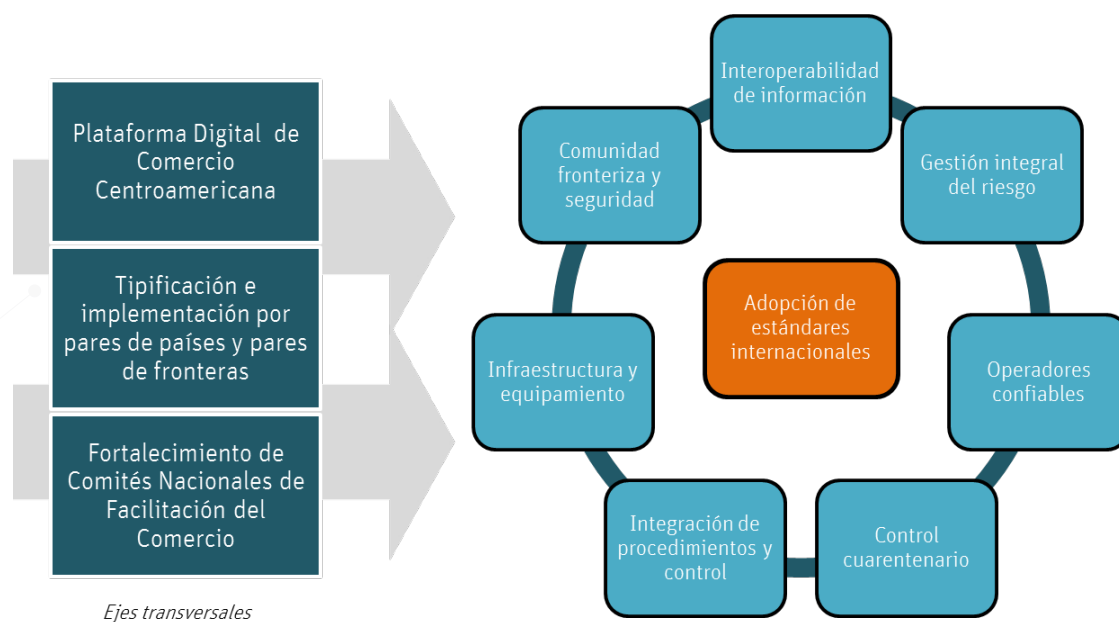 Plataforma Digital de
Comercio
Centroamericana
Tipificación e
implementación por
pares de países y pares
de fronteras
Fortalecimiento de
Comités Nacionales de
Facilitación del
Comercio
Ejes transversales
Interoperabilidad
de información
Gestión integral
del riesgo
Operadores
confiables
Control
cuarentenario
Integración de
procedimientos y
control
Infraestructura y
equipamiento
Comunidad
fronteriza y
seguridad
Adopción de
estándares
internacionales